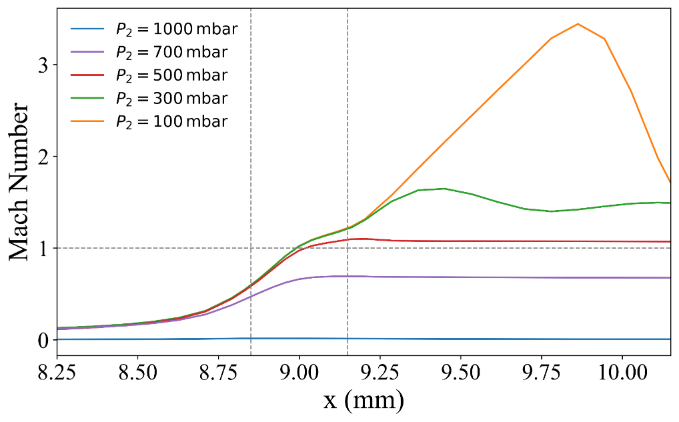 P₂ = 1000 mbar
P₂ = 700 mbar
P₂ = 500 mbar
P₂ = 300 mbar
P₂ = 100 mbar
Mach Number
3
2
1
0
8.25 8.50 8.75 9.00 9.25 9.50 9.75 10.00
x (mm)